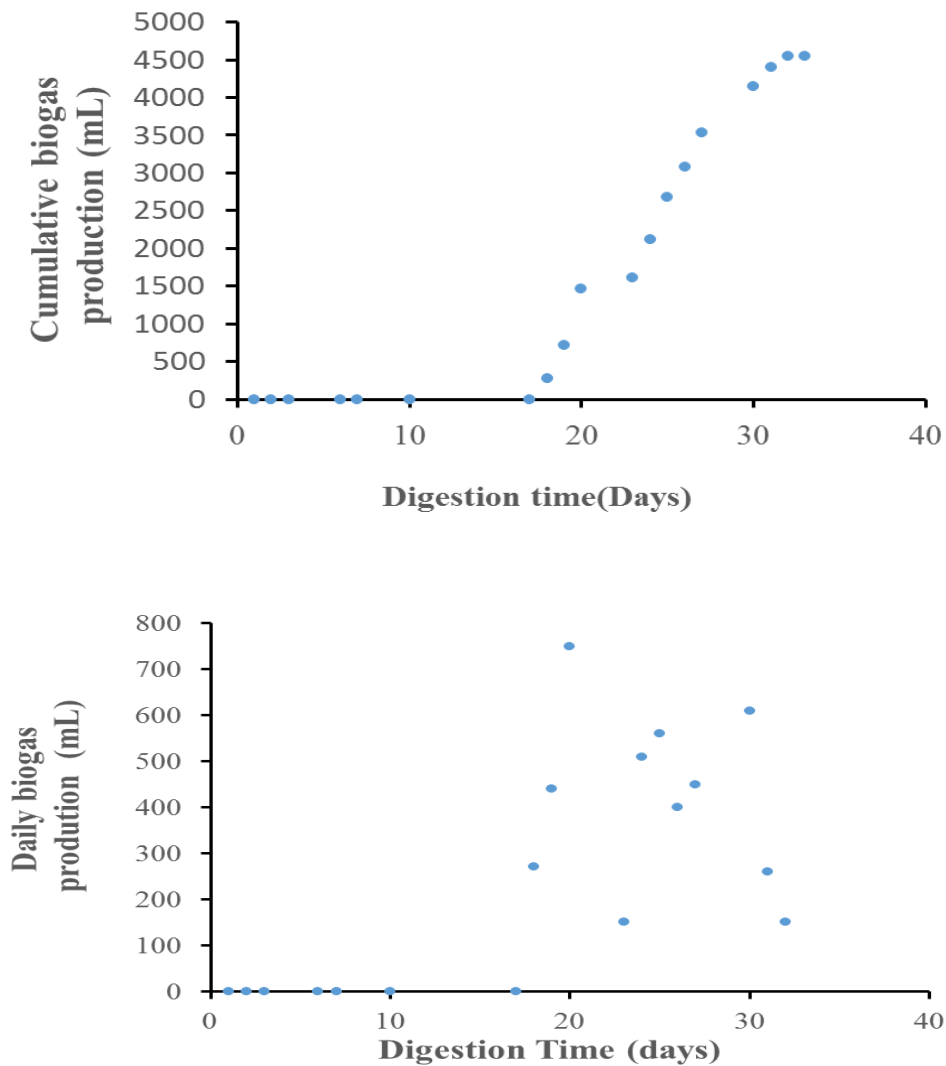 Cumulative biogas
production (mL)
5000
4500
4000
3500
3000
2500
2000
1500
1000
500
0
0 10 20 30 40
Digestion time(Days)
Daily biogas
prodution (mL)
800
700
600
500
400
300
200
100
0
0 10 20 30 40
Digestion Time (days)